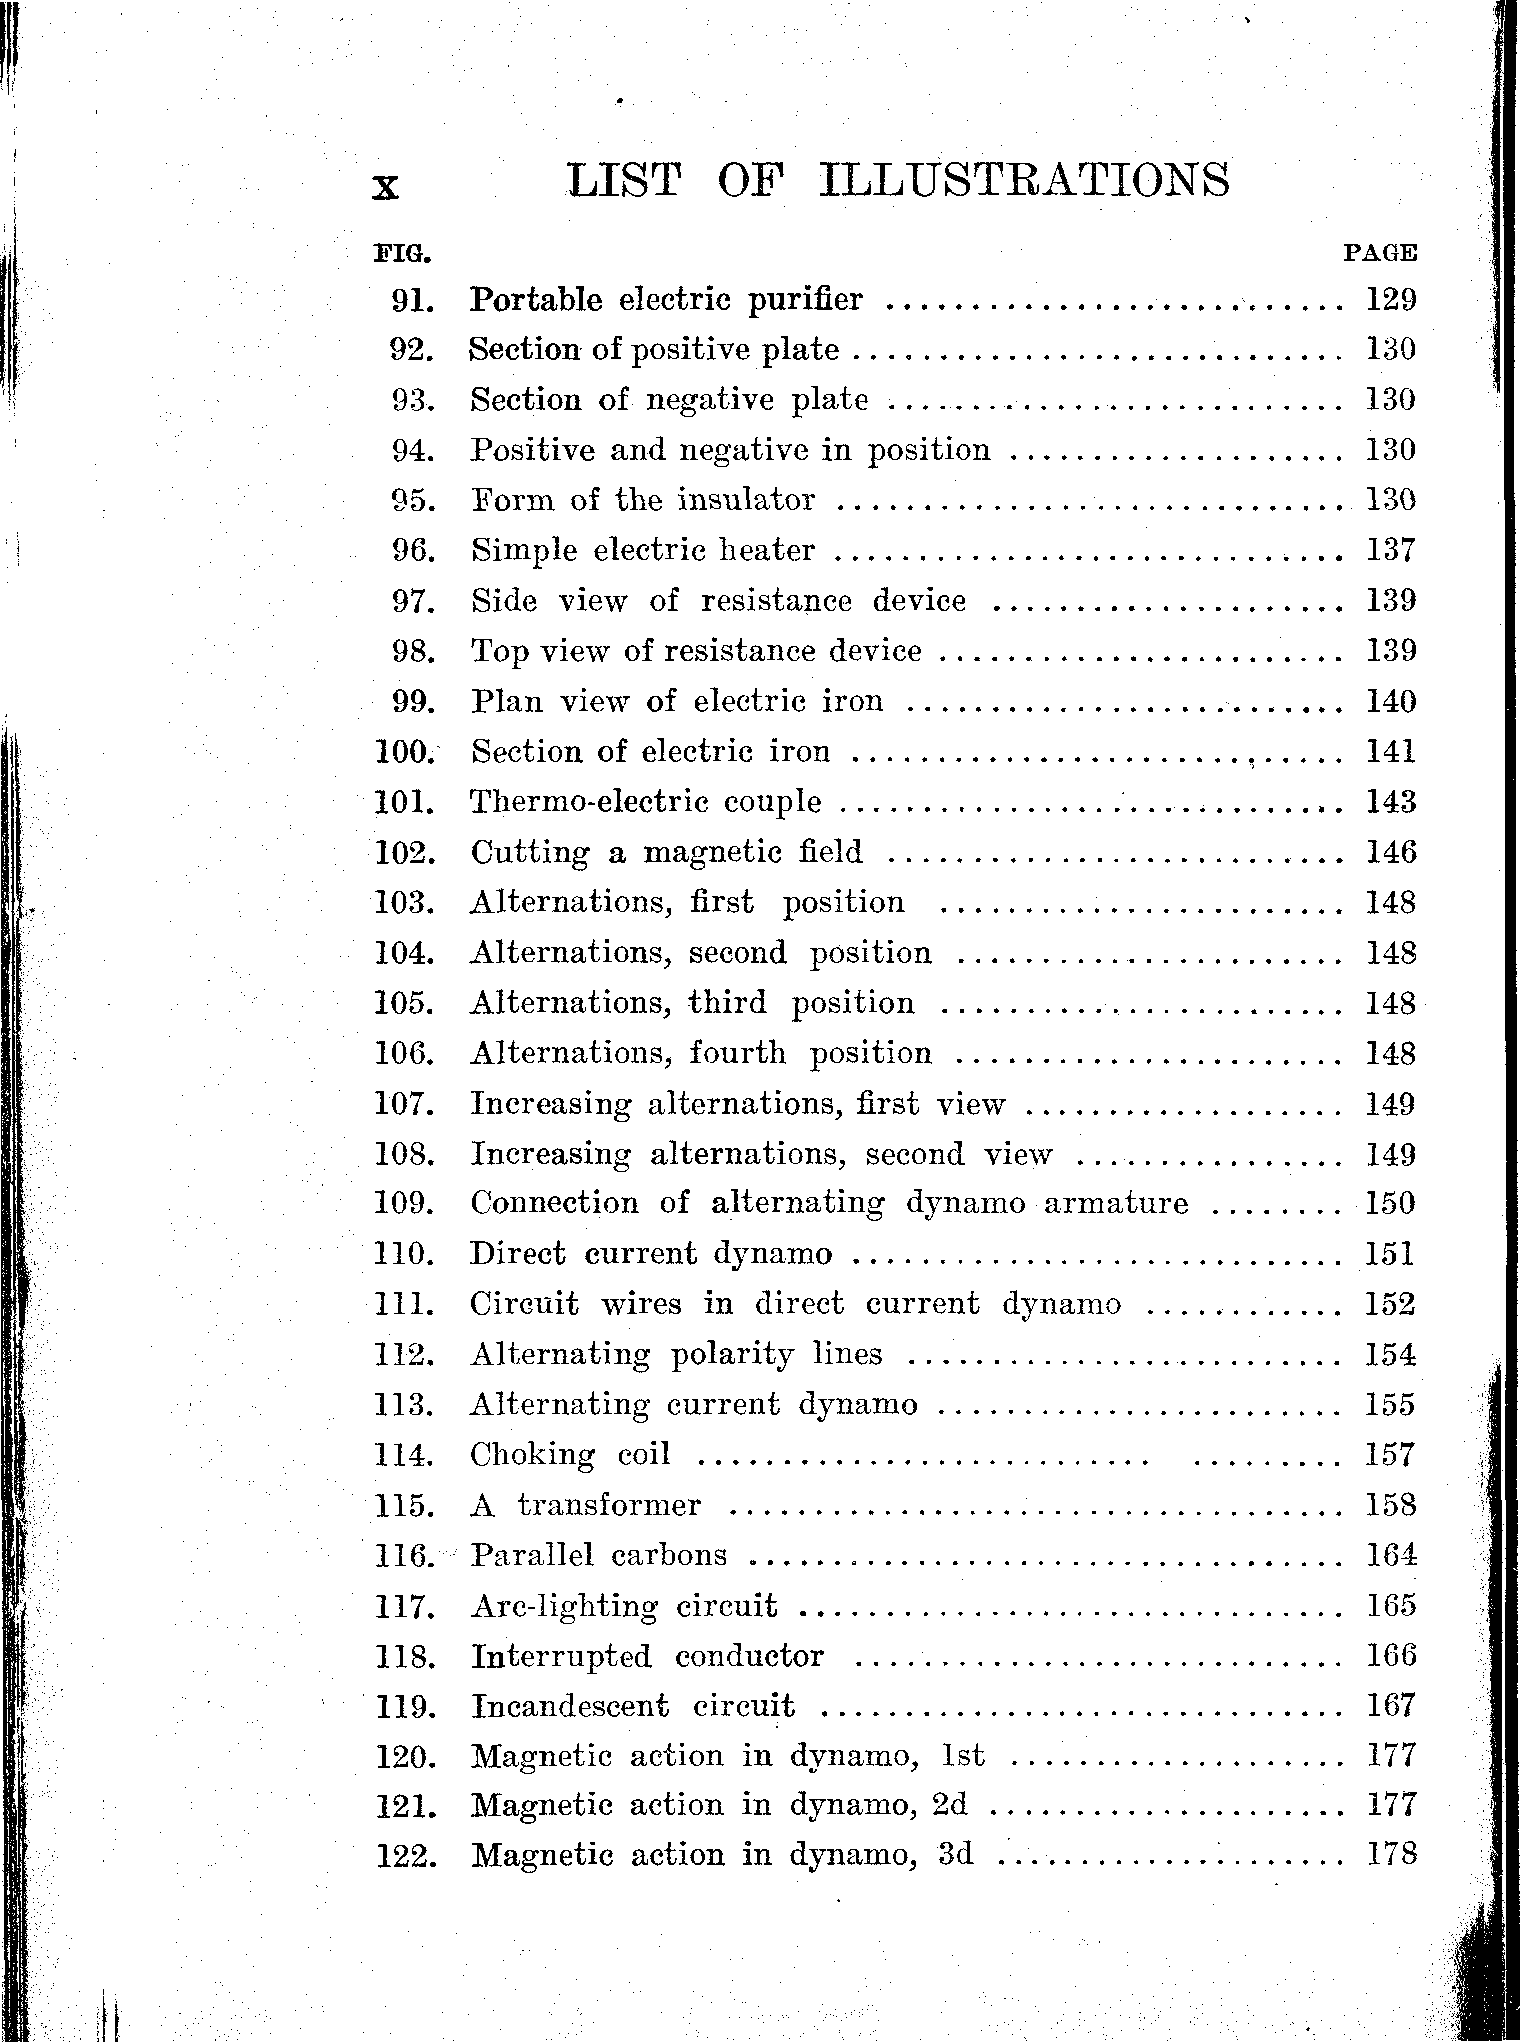 x LIST OF ILLUSTRATIONS
FIG. PAGE
91. Portable electric purifier ........................... 129
92. Section of positive plate ............................. 130
93. Section of negative plate ........................... 130
94. Positive and negative in position .................... 130
95. Form of the insulator .............................. 130
96. Simple electric heater .............................. 137
97. Side view of resistance device ..................... 139
98. Top view of resistance device ........................ 139
99. Plan view of electric iron .......................... 140
100. Section of electric iron ............................. 141
101. Thermo-electric couple .............................. 143
102. Cutting a magnetic field ........................... 146
103. Alternations, first position ........................ 148
104. Alternations, second position ....................... 148
105. Alternations, third position ........................ 148
106. Alternations, fourth position ....................... 148
107. Increasing alternations, first view ................... 149
108. Increasing alternations, second view ................ 149
109. Connection of alternating dynamo armature ........ 150
110. Direct current dynamo ............................. 151
111. Circuit wires in direct current dynamo ............ 152
112. Alternating polarity lines .......................... 154
113. Alternating current dynamo ........................ 155
114. Choking coil ........................... ......... 157
115. A transformer .................................... 158
116. Parallel carbons ................................... 164
117. Arc-lighting circuit ................................ 165
118. Interrupted conductor ............................. 166
119. Incandescent circuit ............................... 167
120. Magnetic action in dynamo, 1st .................... 177
121. Magnetic action in dynamo, 2d ..................... 177
122. Magnetic action in dynamo, 3d ..................... 178